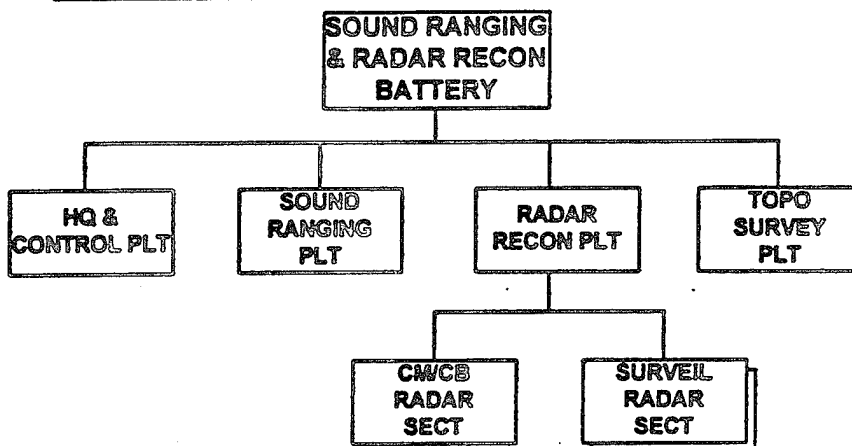 SOUND RANGING
& RADAR RECON
BATTERY
HQ &
CONTROL PLT
SOUND
RANGING
PLT
RADAR
RECON PLT
TOPO
SURVEY
PLT
CM/CB
RADAR
SECT
SURVEIL
RADAR
SECT